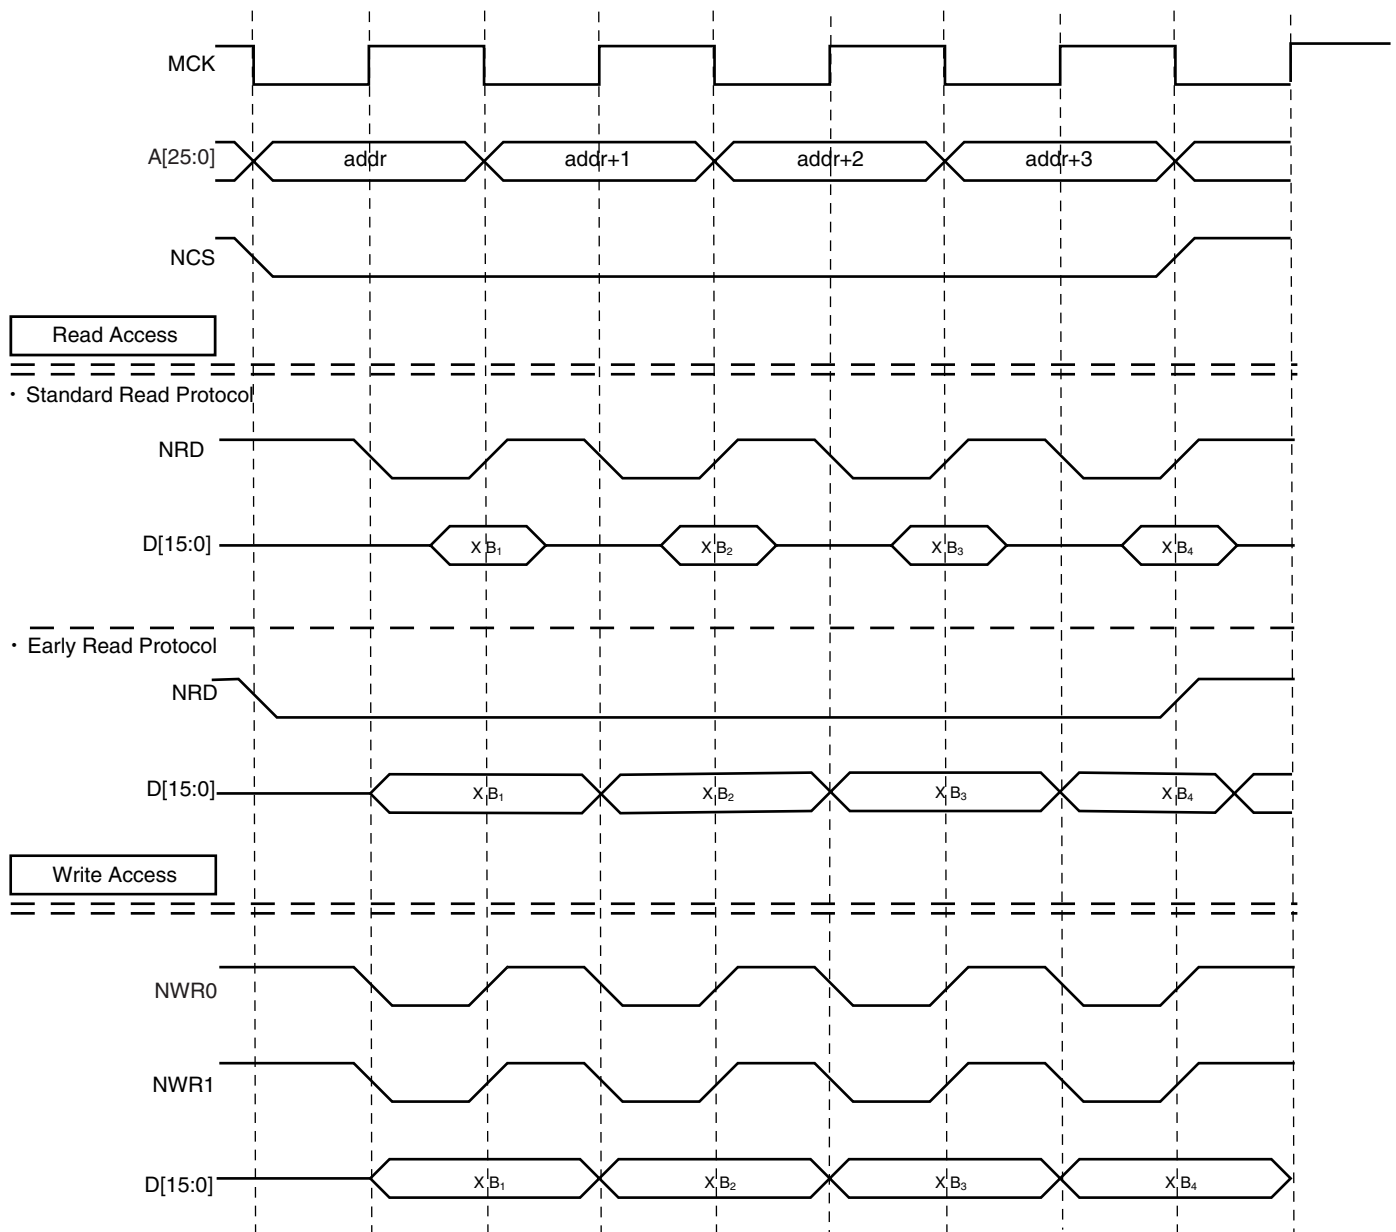 MCK
A[25:0]
addr
addr+1
addr+2
addr+3
NCS
Read Access
· Standard Read Protocol
NRD
D[15:0]
X B₁
X B₂
X B₃
X B₄
· Early Read Protocol
NRD
D[15:0]
X B₁
X B₂
X B₃
X B₄
Write Access
NWR0
NWR1
D[15:0]
X B₁
X B₂
X B₃
X B₄